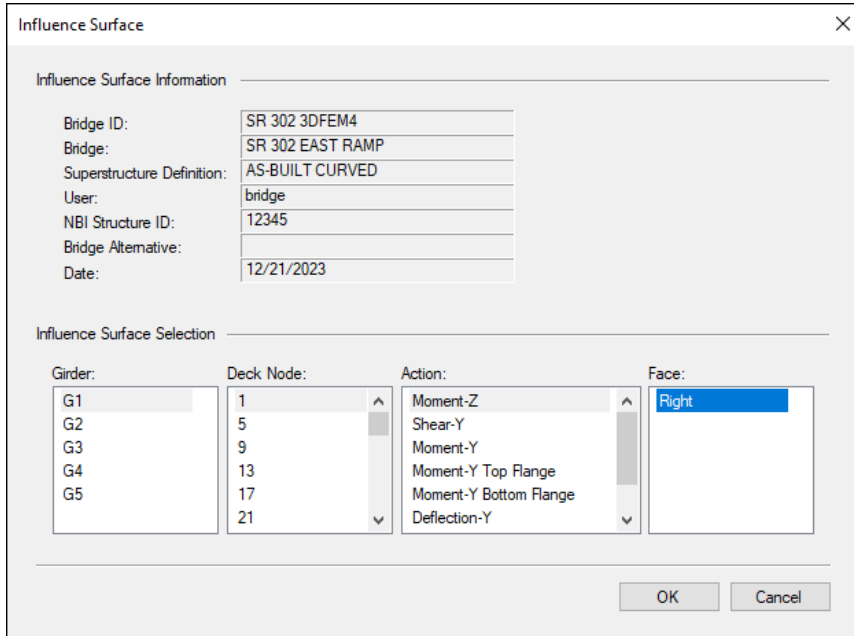 Influence Surface
Influence Surface Information
Bridge ID: SR 302 3DFEM4
Bridge: SR 302 EAST RAMP
Superstructure Definition: AS-BUILT CURVED
User: bridge
NBI Structure ID: 12345
Bridge Alternative:
Date: 12/21/2023
Influence Surface Selection
Girder: Deck Node: Action: Face:
G1 1 Moment-Z Right
G2 5 Shear-Y
G3 9 Moment-Y
G4 13 Moment-Y Top Flange
G5 17 Moment-Y Bottom Flange
21 Deflection-Y
OK Cancel